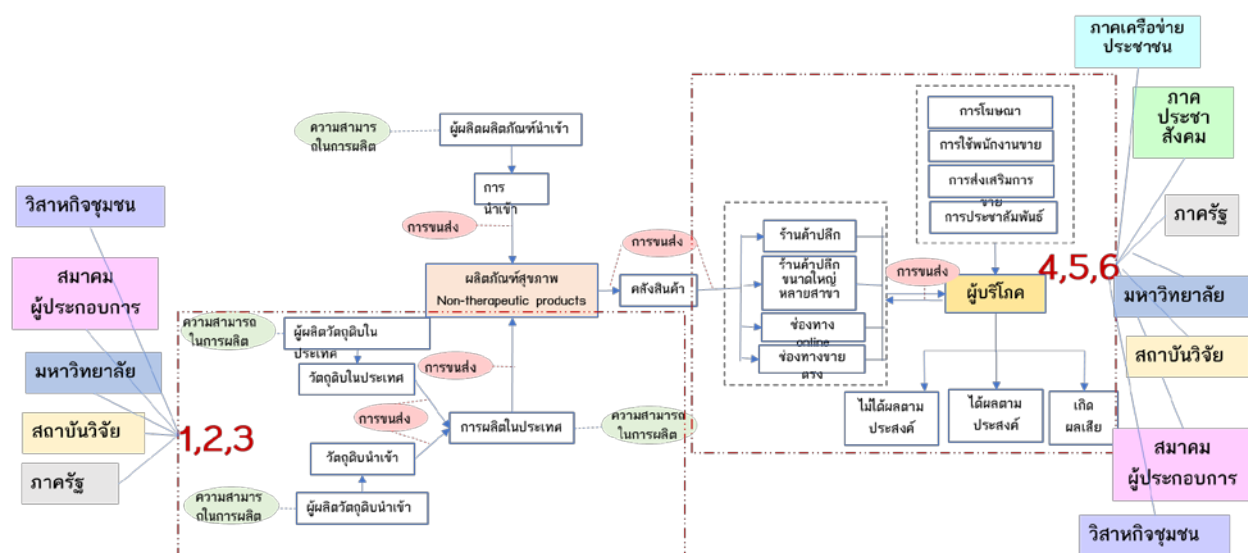 ภาคเครือข่าย
ประชาชน
ภาค
ประชา
สังคม
ภาครัฐ
4,5,6
มหาวิทยาลัย
สถาบันวิจัย
สมาคม
ผู้ประกอบการ
วิสาหกิจชุมชน
การโฆษณา
การใช้พนักงานขาย
การส่งเสริมการ
ขาย
การประชาสัมพันธ์
ความสามาร
ถในการผลิต
ผู้ผลิตผลิตภัณฑ์นำเข้า
การ
นำเข้า
การขนส่ง
ผลิตภัณฑ์สุขภาพ
Non-therapeutic products
การขนส่ง
คลังสินค้า
ร้านค้าปลีก
ร้านค้าปลีก
ขนาดใหญ่
หลายสาขา
ช่องทาง
online
ช่องทางขาย
ตรง
การขนส่ง
ผู้บริโภค
ไม่ได้ผลตาม
ประสงค์
ได้ผลตาม
ประสงค์
เกิด
ผลเสีย
วิสาหกิจชุมชน
สมาคม
ผู้ประกอบการ
มหาวิทยาลัย
สถาบันวิจัย
ภาครัฐ
1,2,3
ความสามารถ
ในการผลิต
ผู้ผลิตวัตถุดิบใน
ประเทศ
วัตถุดิบในประเทศ
การขนส่ง
การขนส่ง
การผลิตในประเทศ
ความสามารถ
ในการผลิต
วัตถุดิบนำเข้า
ความสามาร
ถในการผลิต
ผู้ผลิตวัตถุดิบนำเข้า